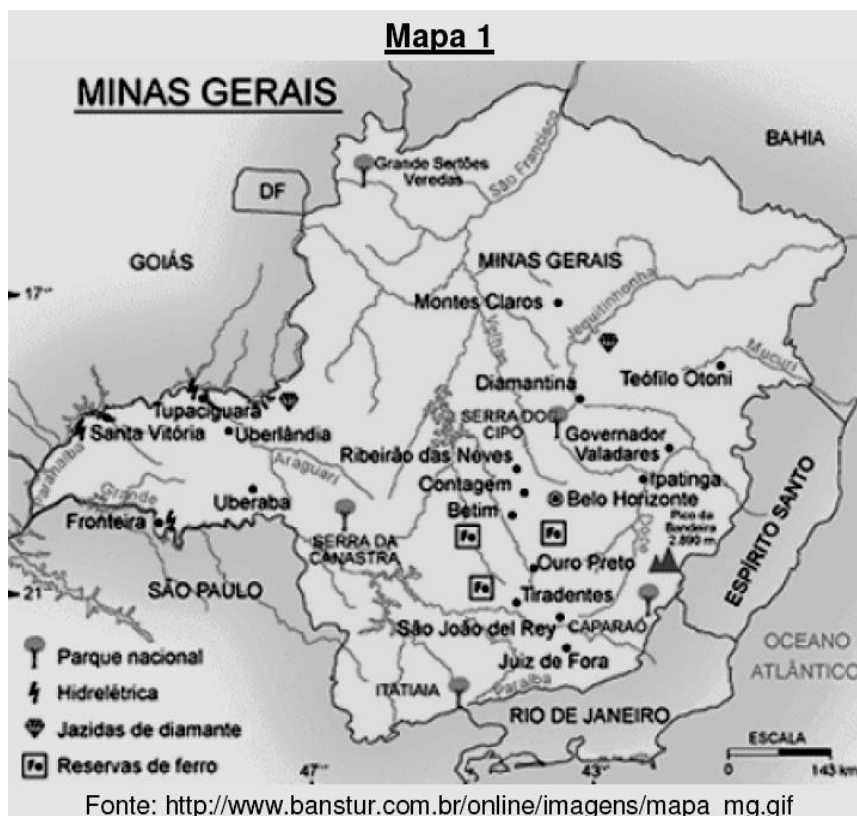 Mapa 1
MINAS GERAIS
BAHIA
São Francisco
Grande Sertões
Veredas
DF
GOIÁS
MINAS GERAIS
17°
Montes Claros
Jequitinhonha
Velhas
Mucuri
Teófilo Otoni
Diamantina
Tupaciguara
SERRA DO
CIPÓ
Santa Vitória
Uberlândia
Governador
Valadares
Ribeirão das Neves
Araguari
Paranaíba
Ipatinga
Contagem
Grande
Uberaba
Belo Horizonte
Betim
Pico da
Bandeira
2.890 m
Fronteira
Doce
ESPÍRITO SANTO
Fe
Fe
SERRA DA
CANASTRA
Ouro Preto
SÃO PAULO
Fe
21°
Tiradentes
São João del Rey
CAPARAÓ
OCEANO
ATLÂNTICO
Parque nacional
Juiz de Fora
Hidrelétrica
ITATIAIA
Paraíba
RIO DE JANEIRO
Jazidas de diamante
ESCALA
Fe
Reservas de ferro
47°
43°
0
143 km
Fonte: http://www.banstur.com.br/online/imagens/mapa_mg.gif